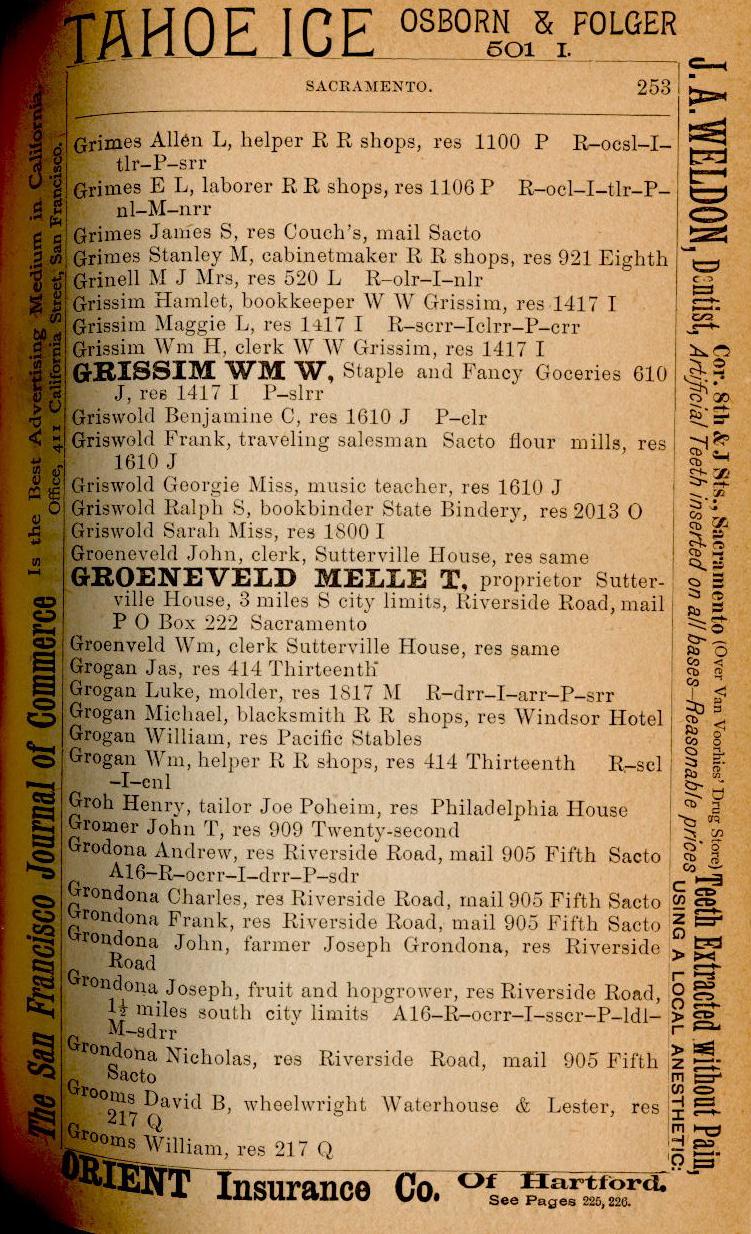 TAHOE ICE OSBORN & FOLGER
501 I.
SACRAMENTO. 253
Grimes Allen L, helper R R shops, res 1100 P R–ocsl–I–
tlr–P–srr
Grimes E L, laborer R R shops, res 1106 P R–ocl–I–tlr–P–
nl–M–nrr
Grimes James S, res Couch's, mail Sacto
Grimes Stanley M, cabinetmaker R R shops, res 921 Eighth
Grinell M J Mrs, res 520 L R–olr–I–nlr
Grissim Hamlet, bookkeeper W W Grissim, res 1417 I
Grissim Maggie L, res 1417 I R–scrr–Iclrr–P–crr
Grissim Wm H, clerk W W Grissim, res 1417 I
GRISSIM WM W, Staple and Fancy Goceries 610
J, res 1417 I P–slrr
Griswold Benjamine C, res 1610 J P–clr
Griswold Frank, traveling salesman Sacto flour mills, res
1610 J
Griswold Georgie Miss, music teacher, res 1610 J
Griswold Ralph S, bookbinder State Bindery, res 2013 O
Griswold Sarah Miss, res 1800 I
Groeneveld John, clerk, Sutterville House, res same
GROENEVELD MELLE T, proprietor Sutter-
ville House, 3 miles S city limits, Riverside Road, mail
P O Box 222 Sacramento
Groenveld Wm, clerk Sutterville House, res same
Grogan Jas, res 414 Thirteenth
Grogan Luke, molder, res 1817 M R–drr–I–arr–P–srr
Grogan Michael, blacksmith R R shops, res Windsor Hotel
Grogan William, res Pacific Stables
Grogan Wm, helper R R shops, res 414 Thirteenth R–scl
–I–cnl
Groh Henry, tailor Joe Poheim, res Philadelphia House
Gromer John T, res 909 Twenty-second
Grodona Andrew, res Riverside Road, mail 905 Fifth Sacto
A16–R–ocrr–I–drr–P–sdr
Grondona Charles, res Riverside Road, mail 905 Fifth Sacto
Grondona Frank, res Riverside Road, mail 905 Fifth Sacto
Grondona John, farmer Joseph Grondona, res Riverside
Road
Grondona Joseph, fruit and hopgrower, res Riverside Road,
1½ miles south city limits A16–R–ocrr–I–sscr–P–ldl–
M–sdrr
Grondona Nicholas, res Riverside Road, mail 905 Fifth
Sacto
Grooms David B, wheelwright Waterhouse & Lester, res
217 Q
Grooms William, res 217 Q
ORIENT Insurance Co. Of Hartford.
See Pages 225, 226.
The San Francisco Journal of Commerce Is the Best Advertising Medium in California.
Office, 411 California Street, San Francisco.
J. A. WELDON, Dentist, Cor. 8th & J Sts., Sacramento (Over Van Voorhies' Drug Store) Teeth Extracted without Pain,
Artificial Teeth inserted on all bases—Reasonable prices USING A LOCAL ANESTHETIC: